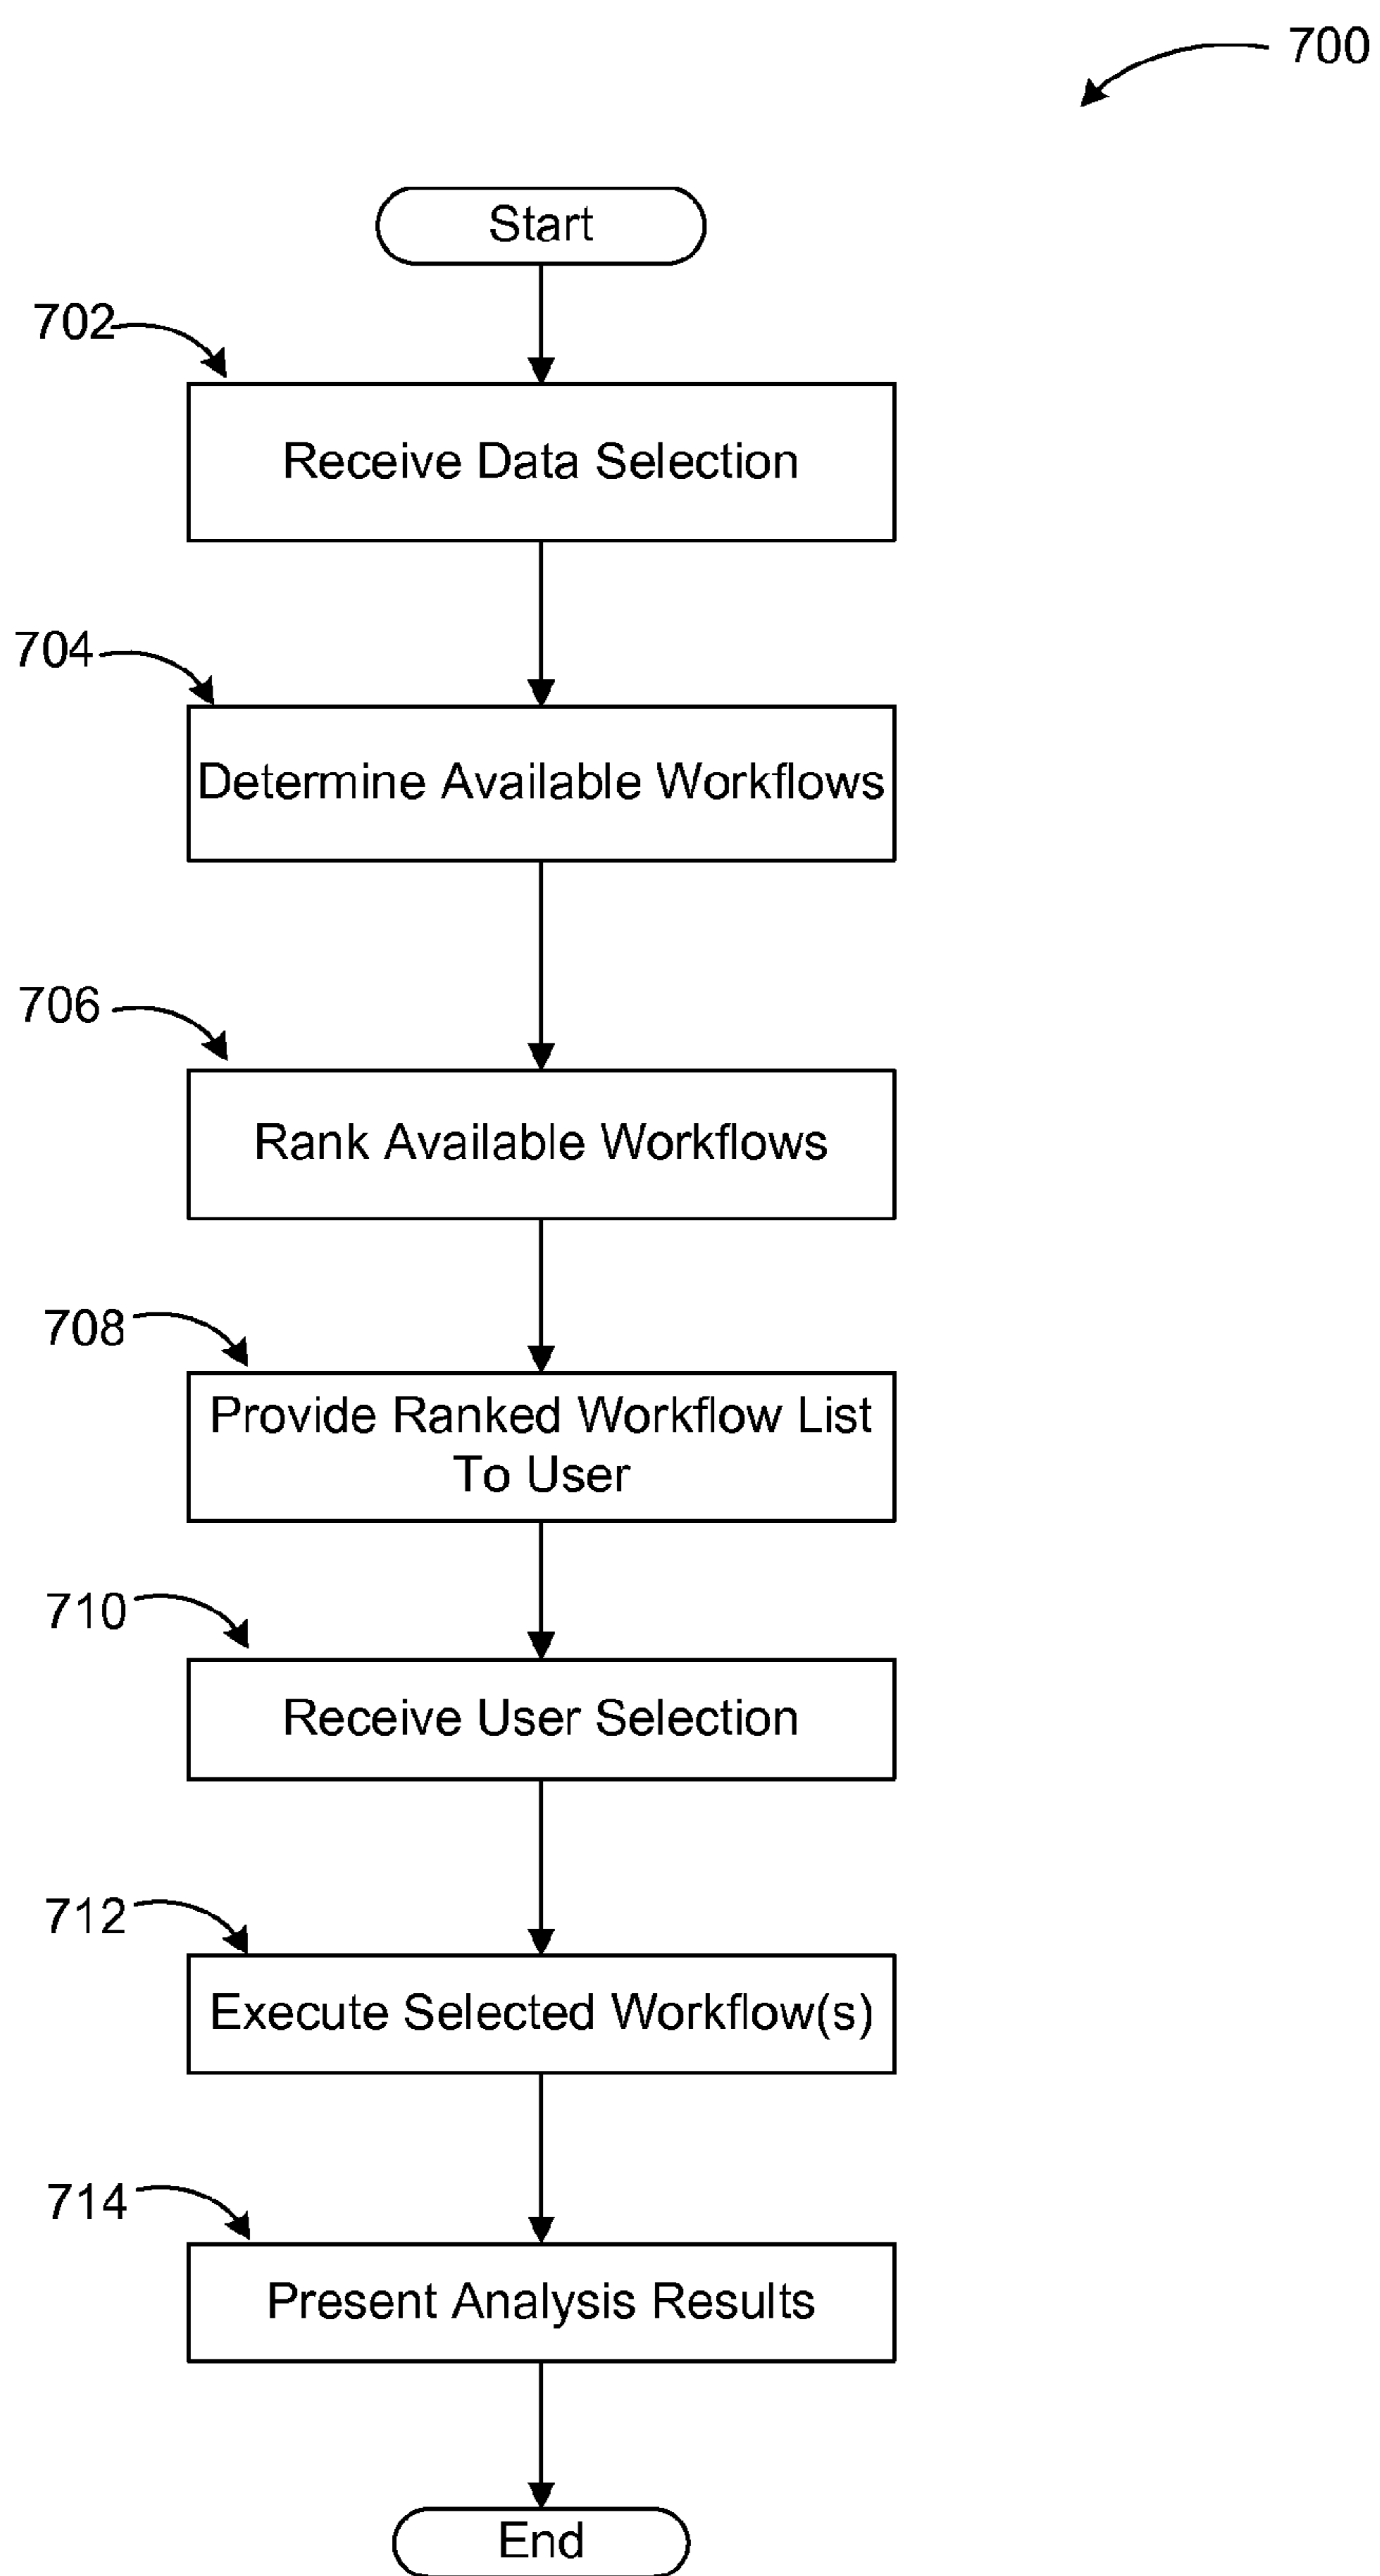 700
Start
702
Receive Data Selection
704
Determine Available Workflows
706
Rank Available Workflows
708
Provide Ranked Workflow List
To User
710
Receive User Selection
712
Execute Selected Workflow(s)
714
Present Analysis Results
End